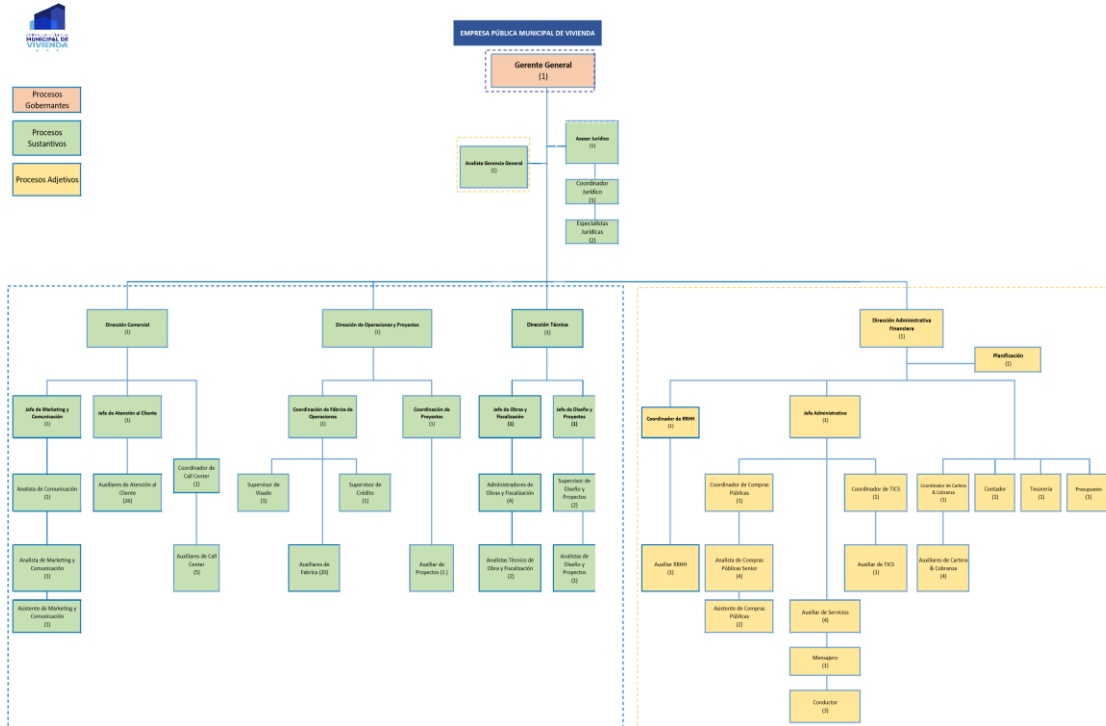 MUNICIPAL DE
VIVIENDA
EMPRESA PÚBLICA MUNICIPAL DE VIVIENDA
Gerente General
(1)
Procesos
Gobernantes
Procesos
Sustantivos
Procesos Adjetivos
Asesor Jurídico
(1)
Analista Gerencia General
(1)
Coordinador
Jurídico
(1)
Especialistas
Jurídicas
(2)
Dirección Comercial
(1)
Dirección de Operaciones y Proyectos
(1)
Dirección Técnica
(1)
Dirección Administrativa
Financiera
(1)
Planificación
(1)
Jefe de Marketing y
Comunicación
(1)
Jefe de Atención al Cliente
(1)
Coordinación de Fábrica de
Operaciones
(1)
Coordinación de
Proyectos
(1)
Jefe de Obras y
Fiscalización
(1)
Jefe de Diseño y
Proyectos
(1)
Coordinador de RRHH
(1)
Jefe Administrativo
(1)
Analista de Comunicación
(1)
Auxiliares de Atención al
Cliente
(26)
Coordinador de
Call Center
(1)
Supervisor de
Visado
(1)
Supervisor de
Crédito
(1)
Administradores de
Obras y Fiscalización
(4)
Supervisor de
Diseño y
Proyectos
(2)
Coordinador de Compras
Públicas
(1)
Coordinador de TICS
(1)
Coordinador de Cartera
& Cobranza
(1)
Contador
(1)
Tesorería
(1)
Presupuesto
(1)
Analista de Marketing y
Comunicación
(1)
Auxiliares de Call
Center
(5)
Auxiliares de
Fabrica (20)
Auxiliar de
Proyectos (1)
Analistas Técnico de
Obra y Fiscalización
(2)
Analistas de
Diseño y
Proyectos
(1)
Auxiliar RRHH
(1)
Analista de Compras
Públicas Senior
(4)
Auxiliar de TICS
(1)
Auxiliares de Cartera
& Cobranza
(4)
Asistente de Marketing y
Comunicación
(1)
Asistente de Compras
Públicas
(2)
Auxiliar de Servicios
(4)
Mensajero
(1)
Conductor
(3)